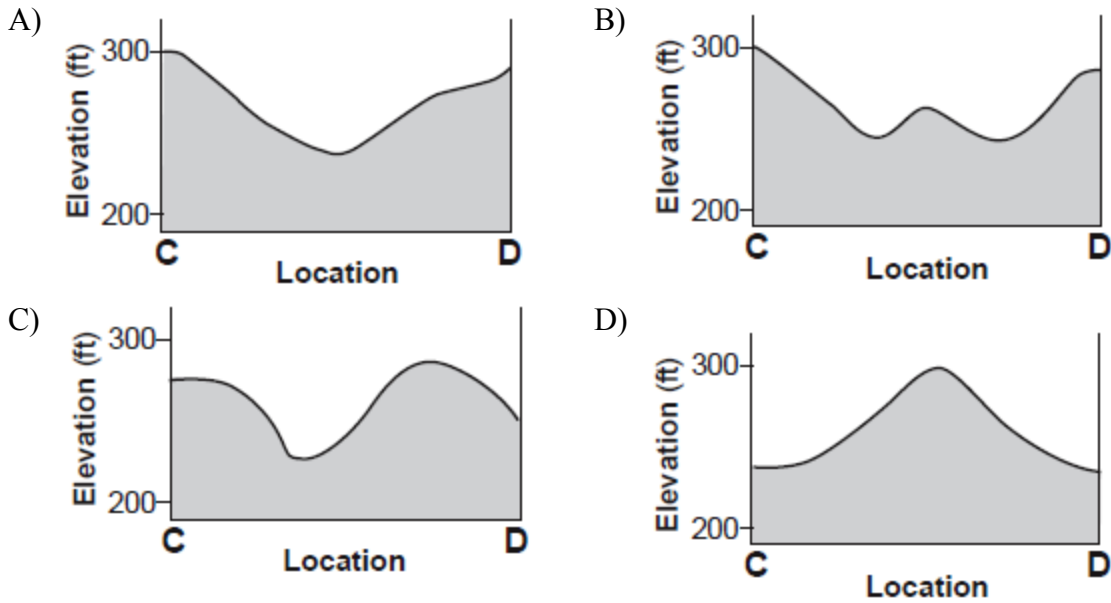 A)
Elevation (ft)
300
200
C
D
Location
B)
Elevation (ft)
300
200
C
D
Location
C)
Elevation (ft)
300
200
C
D
Location
D)
Elevation (ft)
300
200
C
D
Location